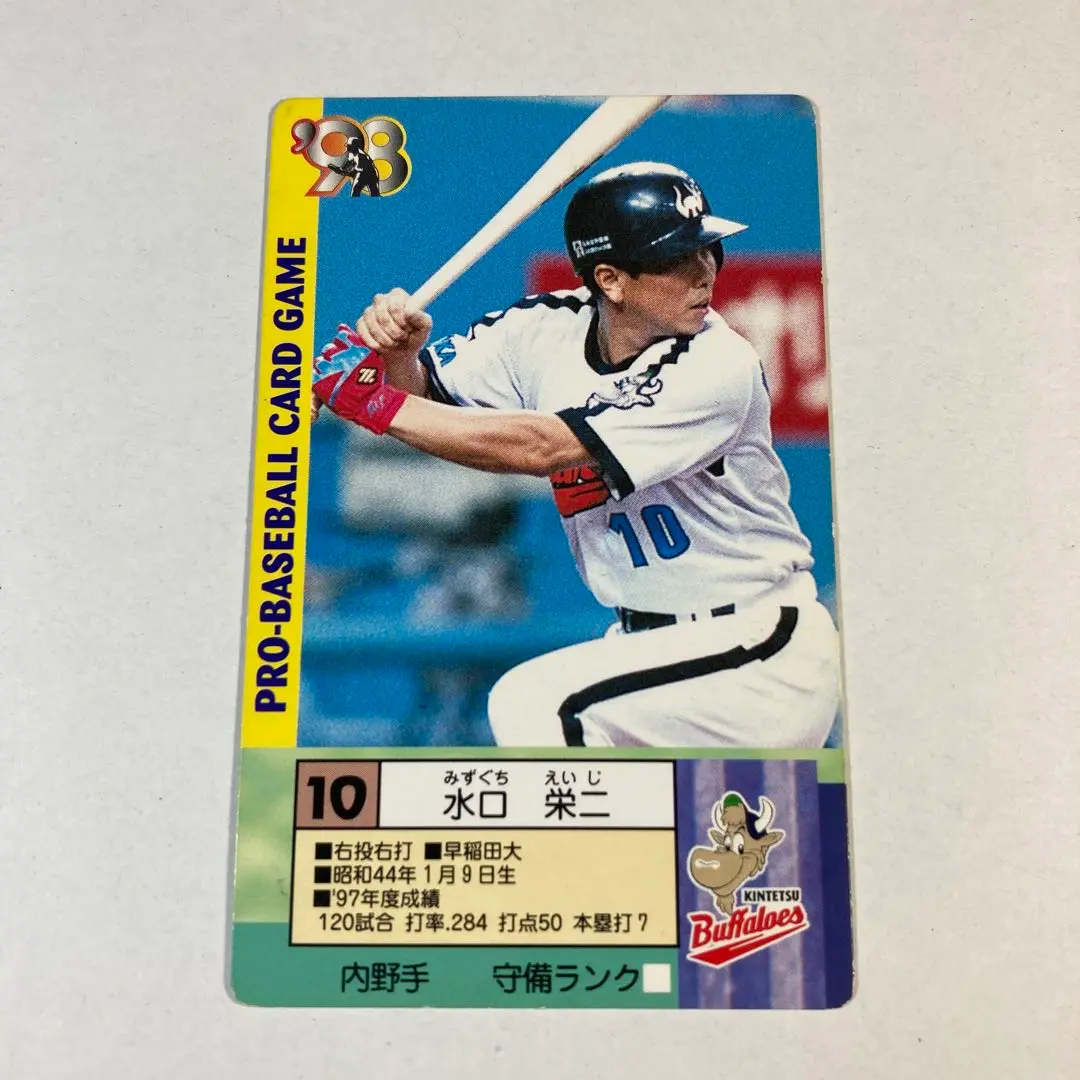 '98
PRO-BASEBALL CARD GAME
10
10
みずぐち えいじ
水口 栄二
■右投右打 ■早稲田大
■昭和44年1月9日生
■'97年度成績
120試合 打率.284 打点50 本塁打7
KINTETSU
Buffaloes
内野手 守備ランク